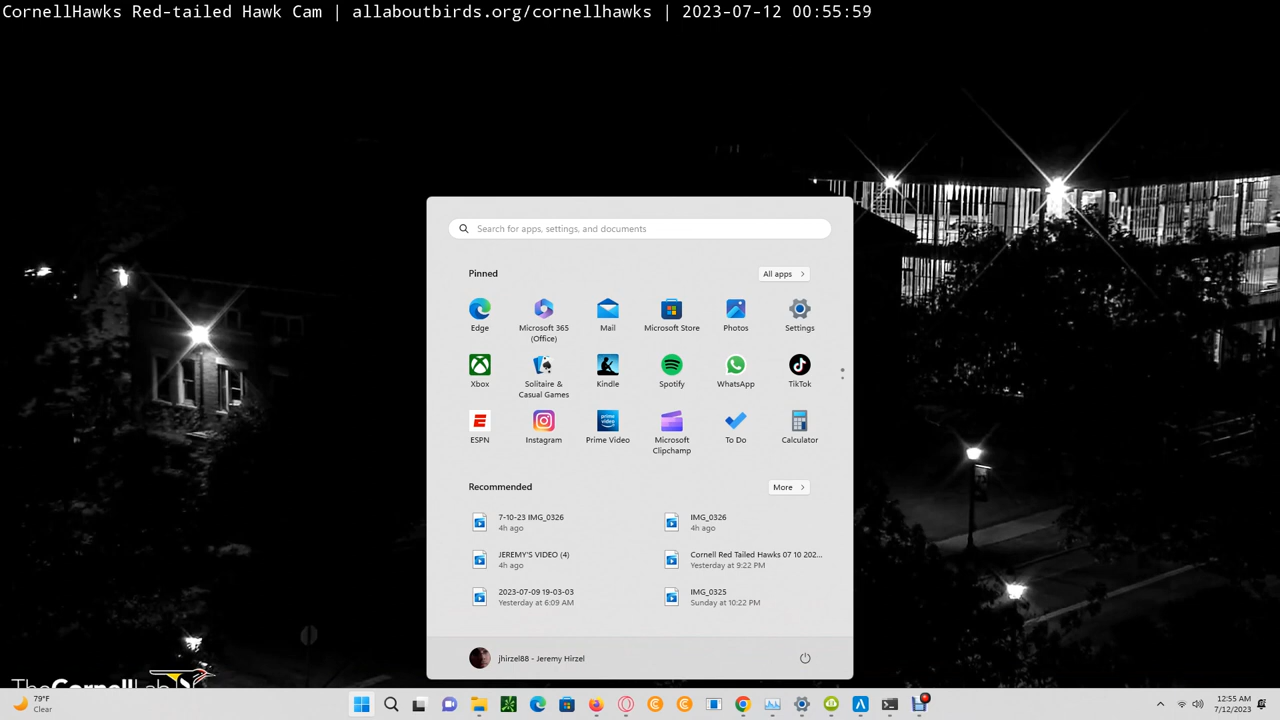 CornellHawks Red-tailed Hawk Cam | allaboutbirds.org/cornellhawks | 2023-07-12 00:55:59
Search for apps, settings, and documents
Pinned
All apps
Edge
Microsoft 365
(Office)
Mail
Microsoft Store
Photos
Settings
Xbox
Solitaire &
Casual Games
Kindle
Spotify
WhatsApp
TikTok
ESPN
Instagram
prime
video
Prime Video
Microsoft
Clipchamp
To Do
Calculator
Recommended
More
7-10-23 IMG_0326
4h ago
IMG_0326
4h ago
JEREMY'S VIDEO (4)
4h ago
Cornell Red Tailed Hawks 07 10 202...
Yesterday at 9:22 PM
2023-07-09 19-03-03
Yesterday at 6:09 AM
IMG_0325
Sunday at 10:22 PM
jhirzel88 - Jeremy Hirzel
TheCornellLab
79°F
Clear
12:55 AM
7/12/2023